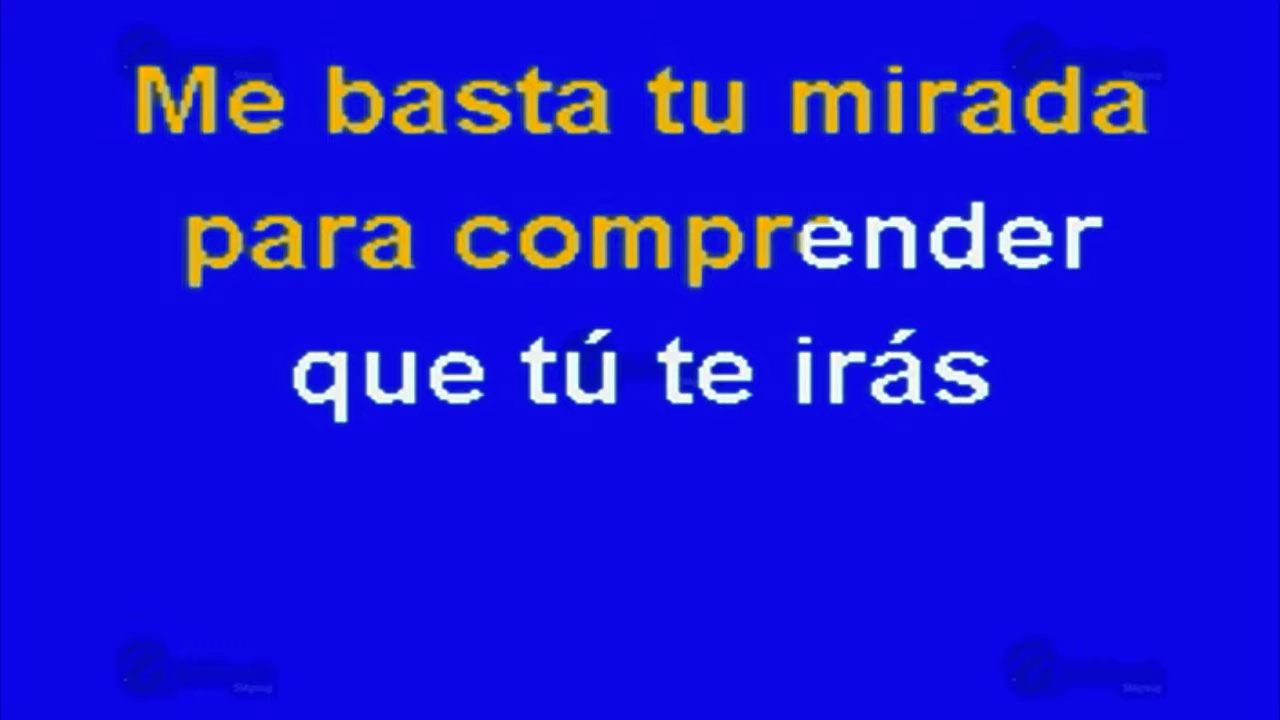 Me basta tu mirada
para comprender
que tú te irás